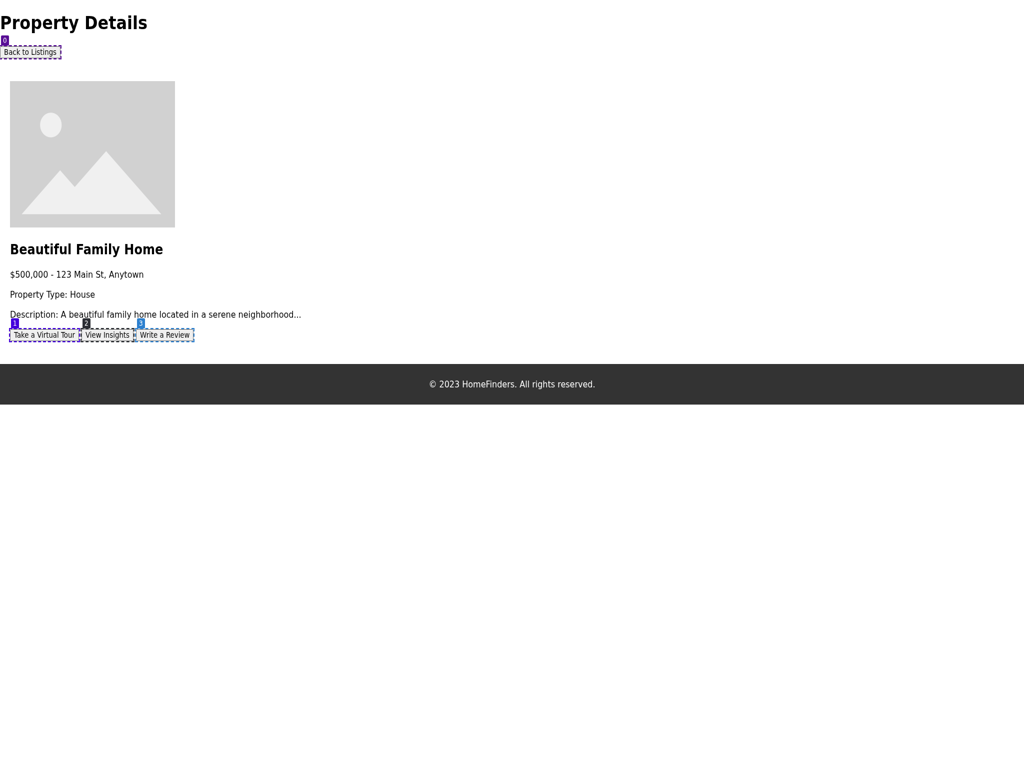 Property Details
0
Back to Listings
Beautiful Family Home
$500,000 - 123 Main St, Anytown
Property Type: House
Description: A beautiful family home located in a serene neighborhood...
1 2 3
Take a Virtual Tour View Insights Write a Review
© 2023 HomeFinders. All rights reserved.